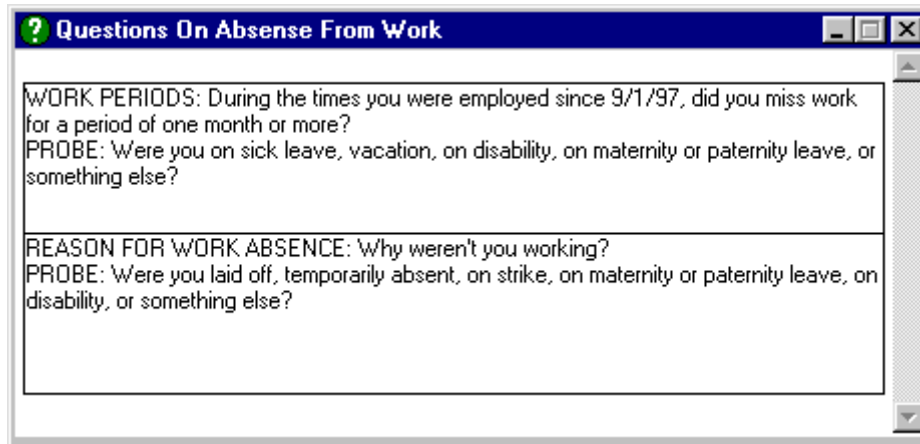 Questions On Absense From Work
WORK PERIODS: During the times you were employed since 9/1/97, did you miss work
for a period of one month or more?
PROBE: Were you on sick leave, vacation, on disability, on maternity or paternity leave, or
something else?
REASON FOR WORK ABSENCE: Why weren't you working?
PROBE: Were you laid off, temporarily absent, on strike, on maternity or paternity leave, on
disability, or something else?